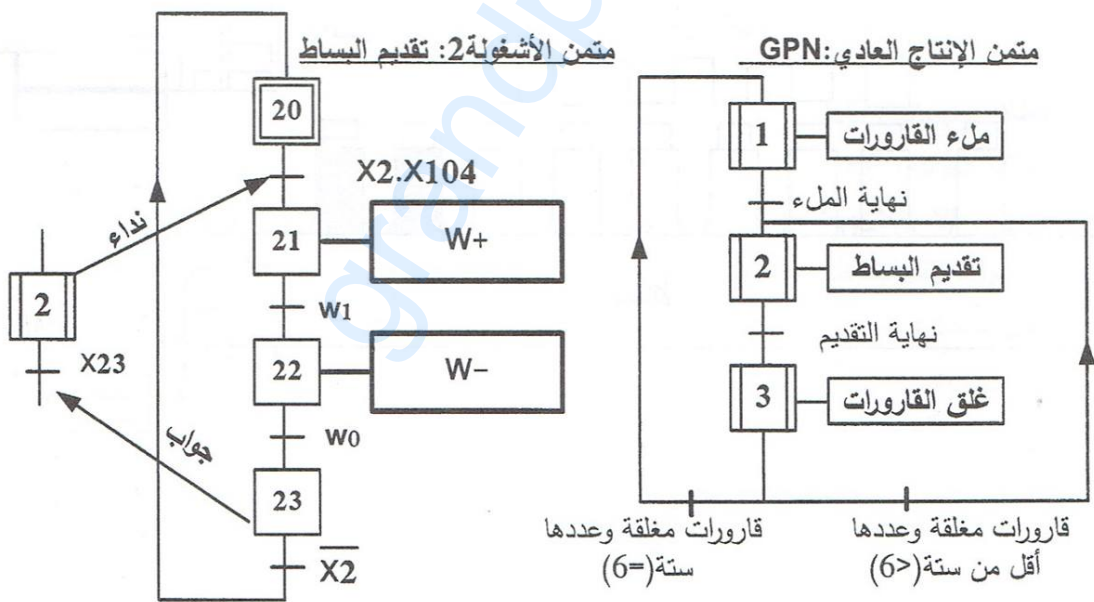 متمن الإنتاج العادي:GPN
1
ملء القارورات
نهاية الملء
2
تقديم البساط
نهاية التقديم
3
غلق القارورات
قارورات مغلقة وعددها
أقل من ستة(<6)
قارورات مغلقة وعددها
ستة(=6)
متمن الأشغولة2: تقديم البساط
20
X2.X104
نداء
21
W+
2
W1
X23
22
W−
W0
جواب
23
X̅2̅
grandp